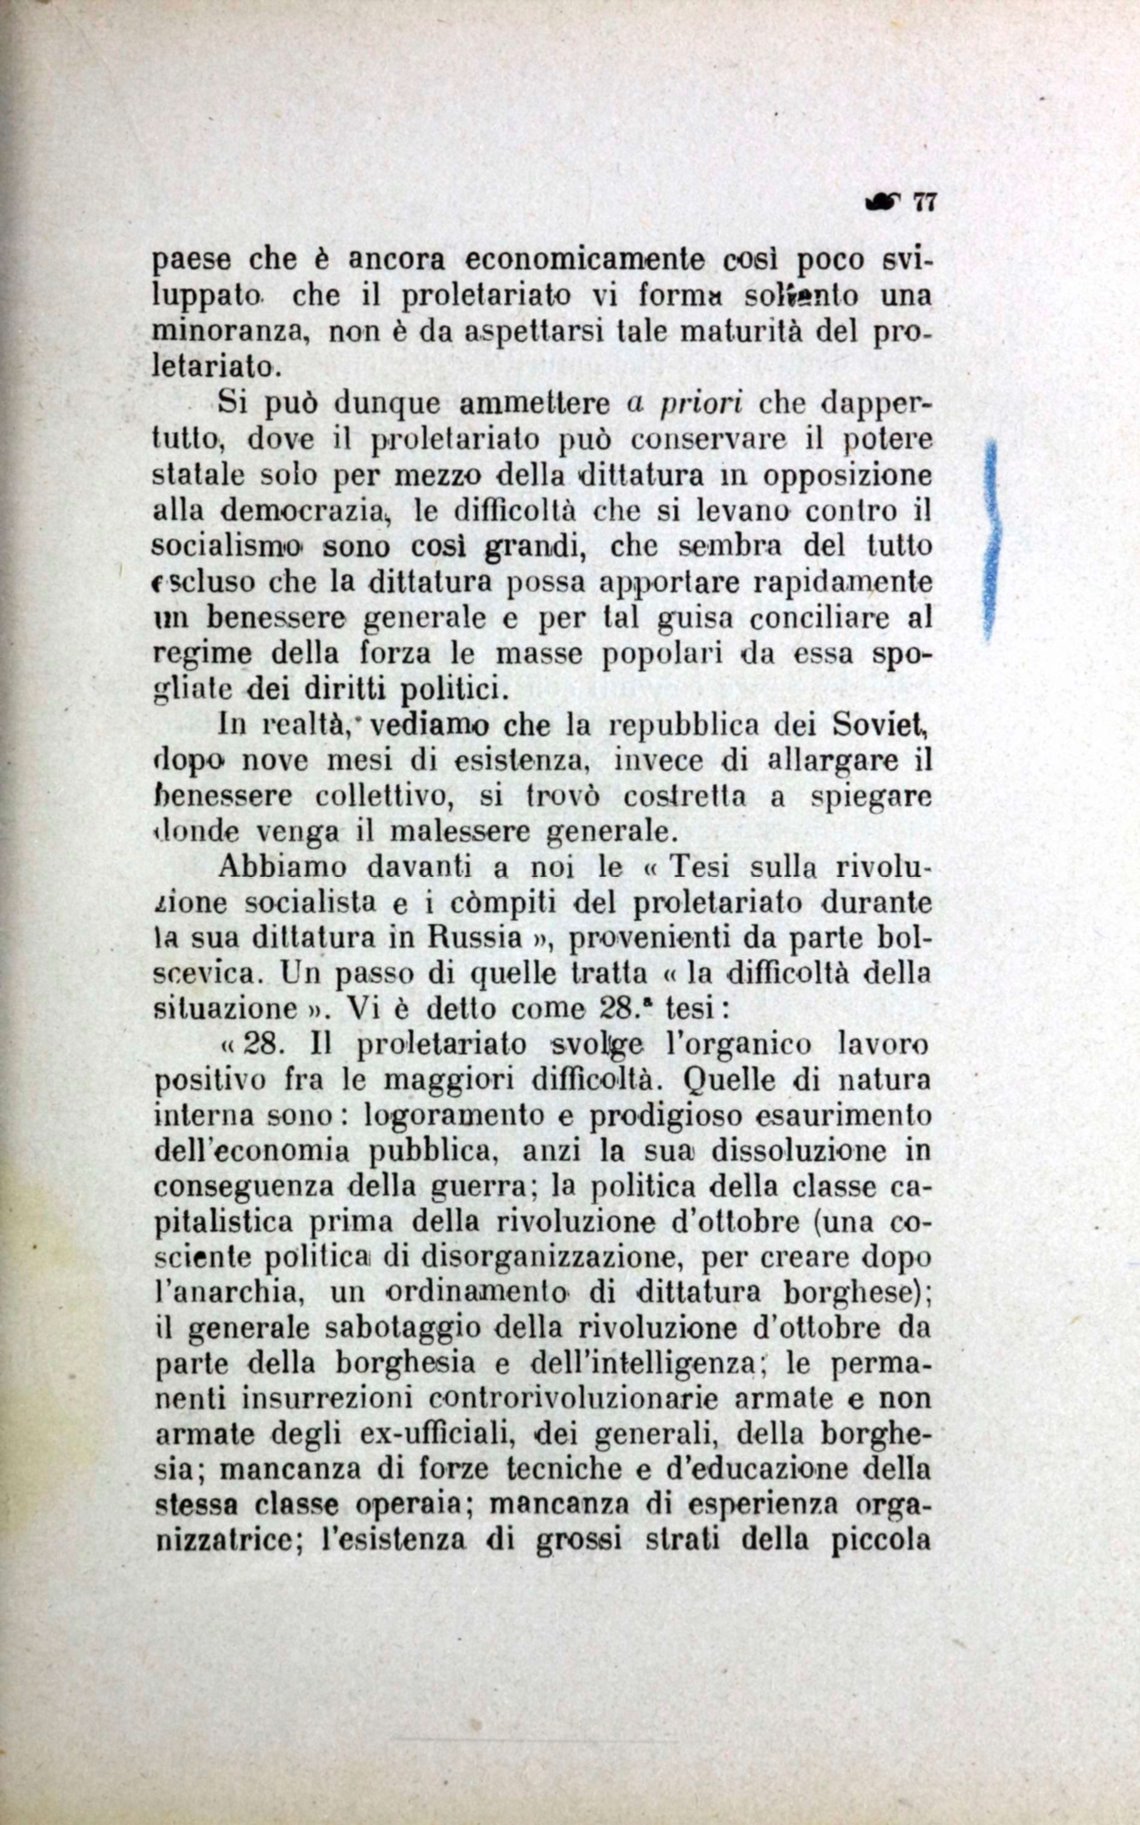 77
paese che è ancora economicamente così poco svi-
luppato che il proletariato vi forma soltanto una
minoranza, non è da aspettarsi tale maturità del pro-
letariato.
Si può dunque ammettere a priori che dapper-
tutto, dove il proletariato può conservare il potere
statale solo per mezzo della dittatura in opposizione
alla democrazia, le difficoltà che si levano contro il
socialismo sono così grandi, che sembra del tutto
escluso che la dittatura possa apportare rapidamente
un benessere generale e per tal guisa conciliare al
regime della forza le masse popolari da essa spo-
gliate dei diritti politici.
In realtà, vediamo che la repubblica dei Soviet,
dopo nove mesi di esistenza, invece di allargare il
benessere collettivo, si trovò costretta a spiegare
donde venga il malessere generale.
Abbiamo davanti a noi le « Tesi sulla rivolu-
zione socialista e i còmpiti del proletariato durante
la sua dittatura in Russia », provenienti da parte bol-
scevica. Un passo di quelle tratta « la difficoltà della
situazione ». Vi è detto come 28.ª tesi :
« 28. Il proletariato svolge l'organico lavoro
positivo fra le maggiori difficoltà. Quelle di natura
interna sono : logoramento e prodigioso esaurimento
dell'economia pubblica, anzi la sua dissoluzione in
conseguenza della guerra; la politica della classe ca-
pitalistica prima della rivoluzione d'ottobre (una co-
sciente politica di disorganizzazione, per creare dopo
l'anarchia, un ordinamento di dittatura borghese);
il generale sabotaggio della rivoluzione d'ottobre da
parte della borghesia e dell'intelligenza; le perma-
nenti insurrezioni controrivoluzionarie armate e non
armate degli ex-ufficiali, dei generali, della borghe-
sia; mancanza di forze tecniche e d'educazione della
stessa classe operaia; mancanza di esperienza orga-
nizzatrice; l'esistenza di grossi strati della piccola